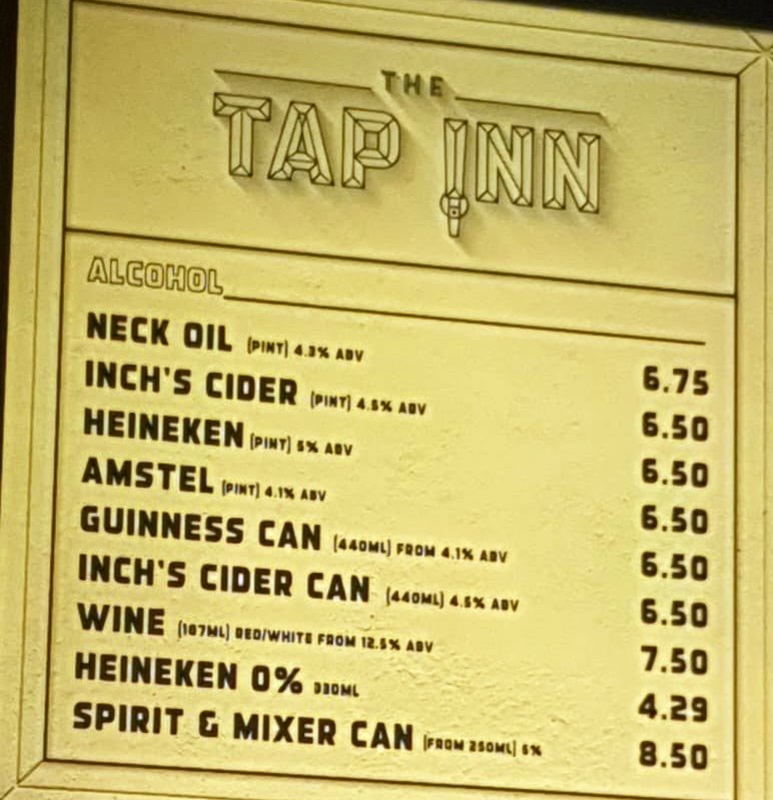 THE
TAP INN
ALCOHOL
NECK OIL (PINT) 4.3% ABV 6.75
INCH'S CIDER (PINT) 4.5% ABV 6.50
HEINEKEN (PINT) 5% ABV 6.50
AMSTEL (PINT) 4.1% ABV 6.50
GUINNESS CAN (440ML) FROM 4.1% ABV 6.50
INCH'S CIDER CAN (440ML) 4.5% ABV 6.50
WINE (187ML) RED/WHITE FROM 12.5% ABV 7.50
HEINEKEN 0% 330ML 4.29
SPIRIT & MIXER CAN (FROM 250ML) 5% 8.50